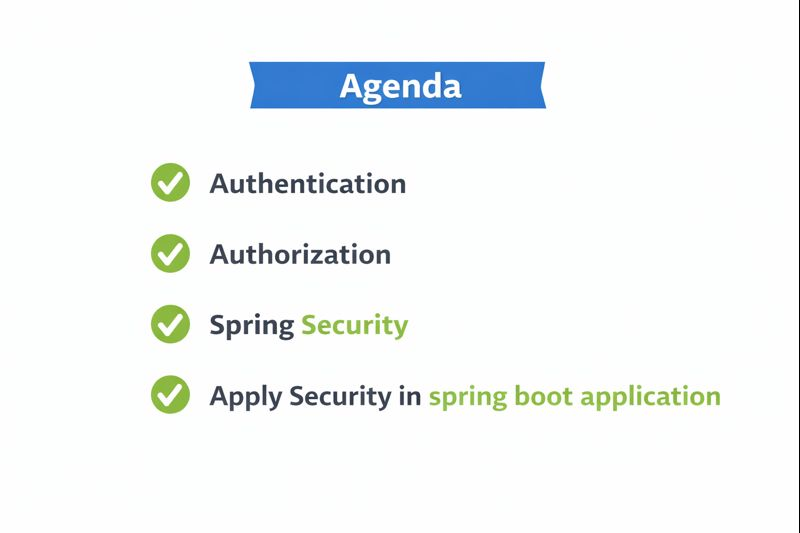 Agenda
Authentication
Authorization
Spring Security
Apply Security in spring boot application